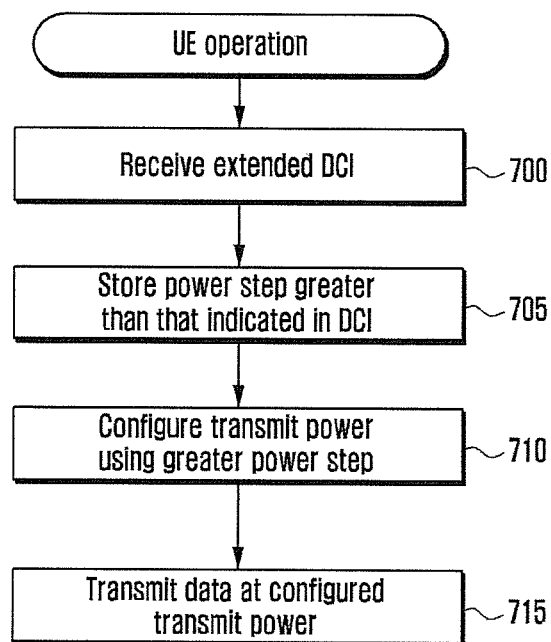 UE operation
Receive extended DCI
700
Store power step greater
than that indicated in DCI
705
Configure transmit power
using greater power step
710
Transmit data at configured
transmit power
715